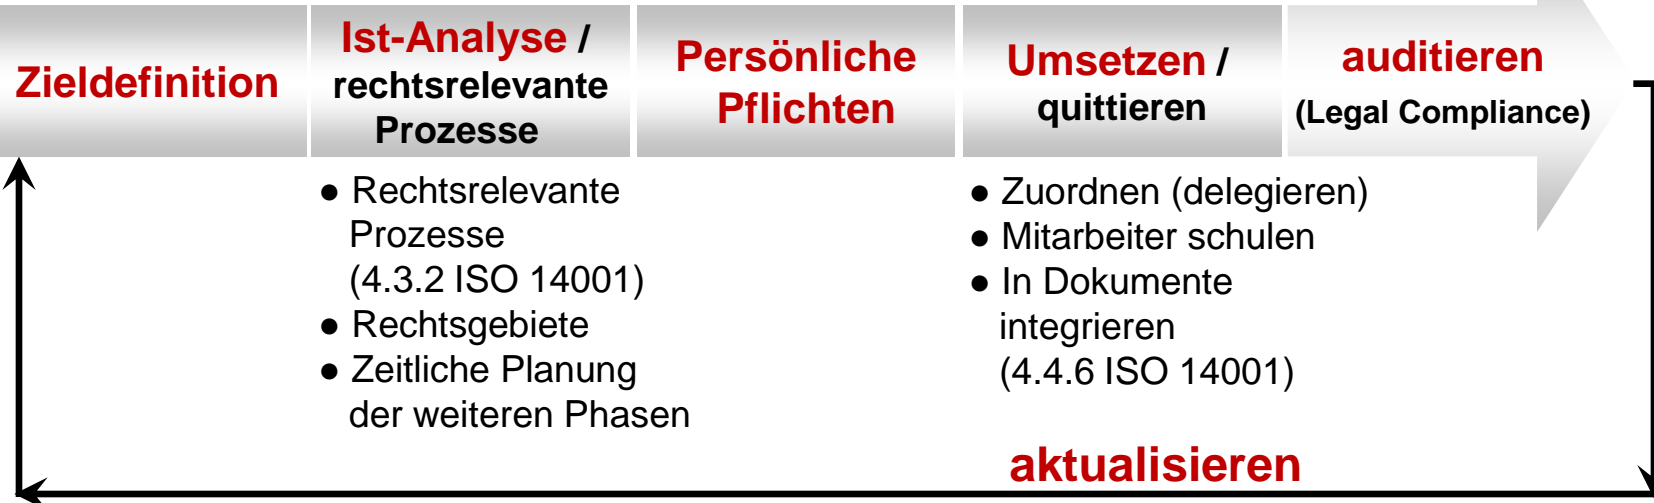 Zieldefinition
Ist-Analyse /
rechtsrelevante
Prozesse
Persönliche
Pflichten
Umsetzen /
quittieren
auditieren
(Legal Compliance)
● Rechtsrelevante
Prozesse
(4.3.2 ISO 14001)
● Rechtsgebiete
● Zeitliche Planung
der weiteren Phasen
● Zuordnen (delegieren)
● Mitarbeiter schulen
● In Dokumente
integrieren
(4.4.6 ISO 14001)
aktualisieren